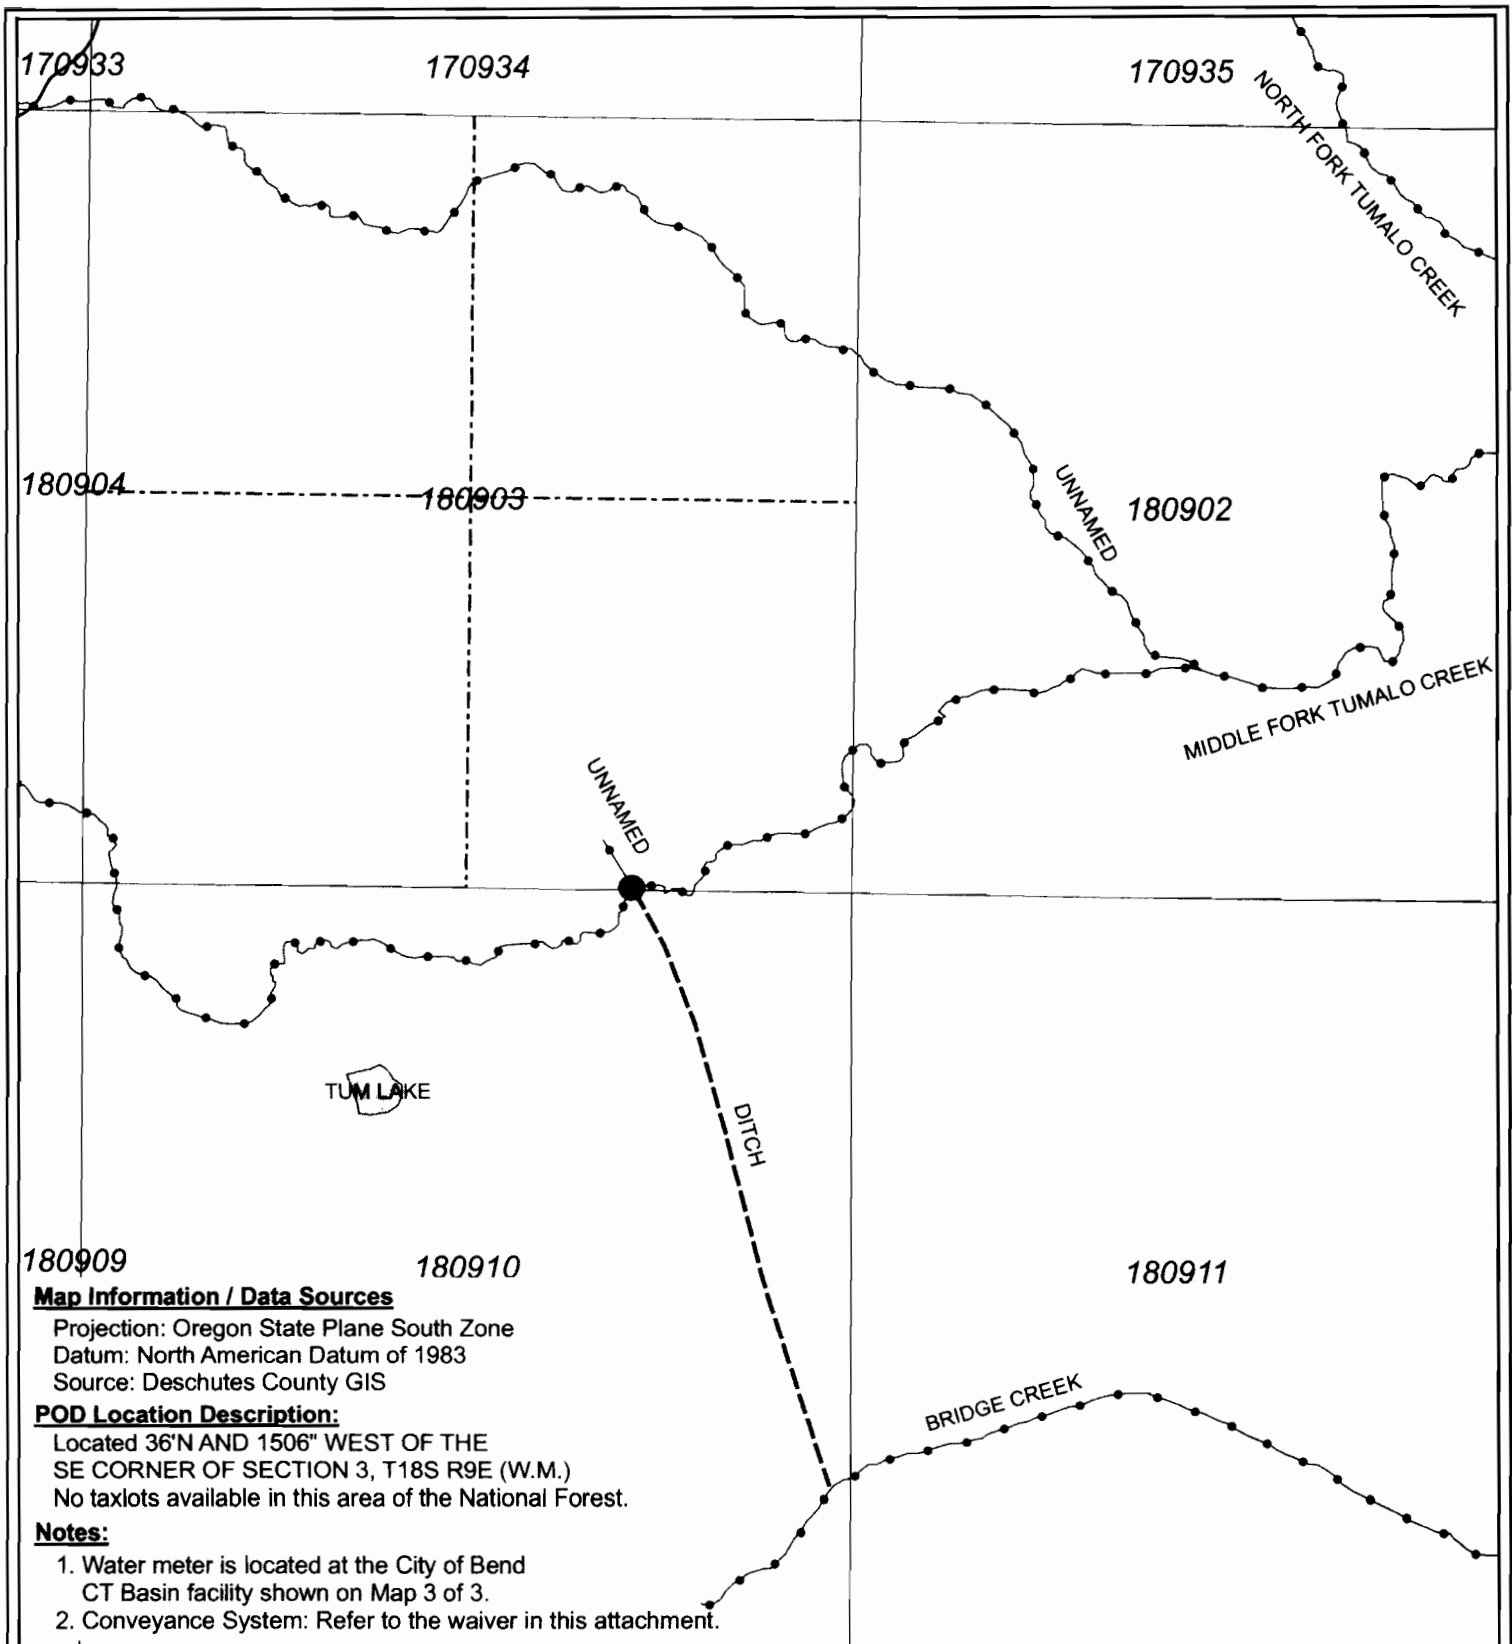 170933
170934
170935
NORTH FORK TUMALO CREEK
180904
180903
UNNAMED
180902
MIDDLE FORK TUMALO CREEK
UNNAMED
TUM LAKE
DITCH
180909
180910
180911
Map Information / Data Sources
Projection: Oregon State Plane South Zone
Datum: North American Datum of 1983
Source: Deschutes County GIS
BRIDGE CREEK
POD Location Description:
Located 36'N AND 1506" WEST OF THE
SE CORNER OF SECTION 3, T18S R9E (W.M.)
No taxlots available in this area of the National Forest.
Notes:
1. Water meter is located at the City of Bend
CT Basin facility shown on Map 3 of 3.
2. Conveyance System: Refer to the waiver in this attachment.